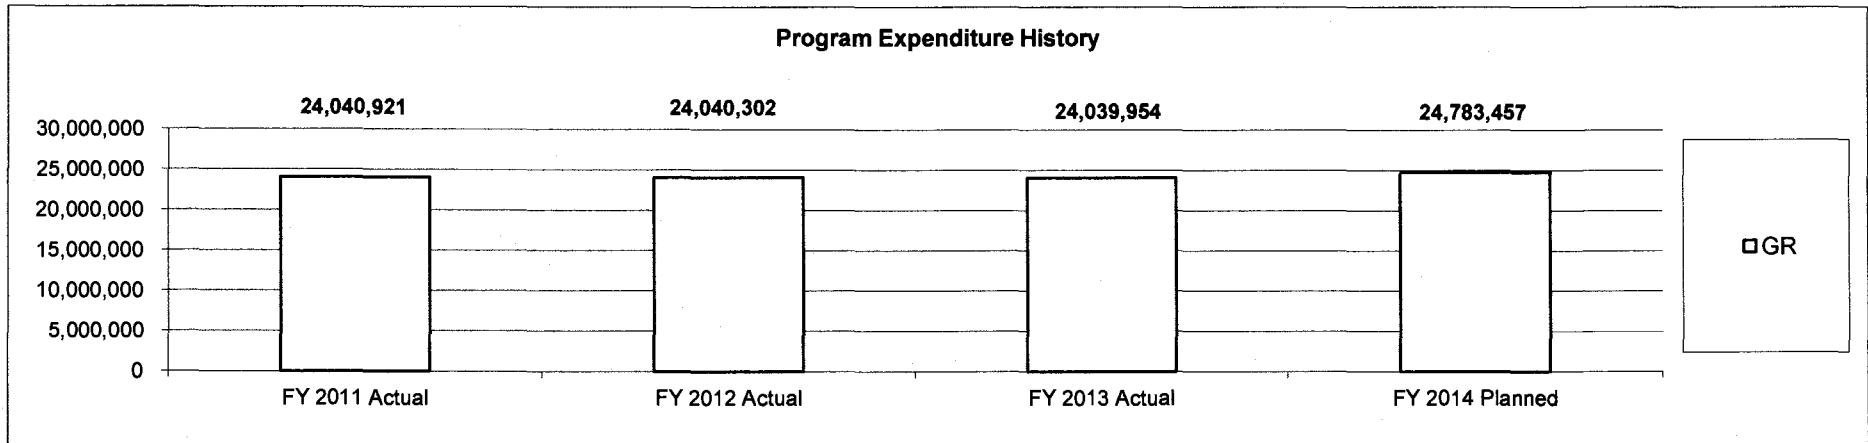 Program Expenditure History
24,040,921 24,040,302 24,039,954 24,783,457
30,000,000
25,000,000
20,000,000
15,000,000
10,000,000
5,000,000
0
GR
FY 2011 Actual FY 2012 Actual FY 2013 Actual FY 2014 Planned